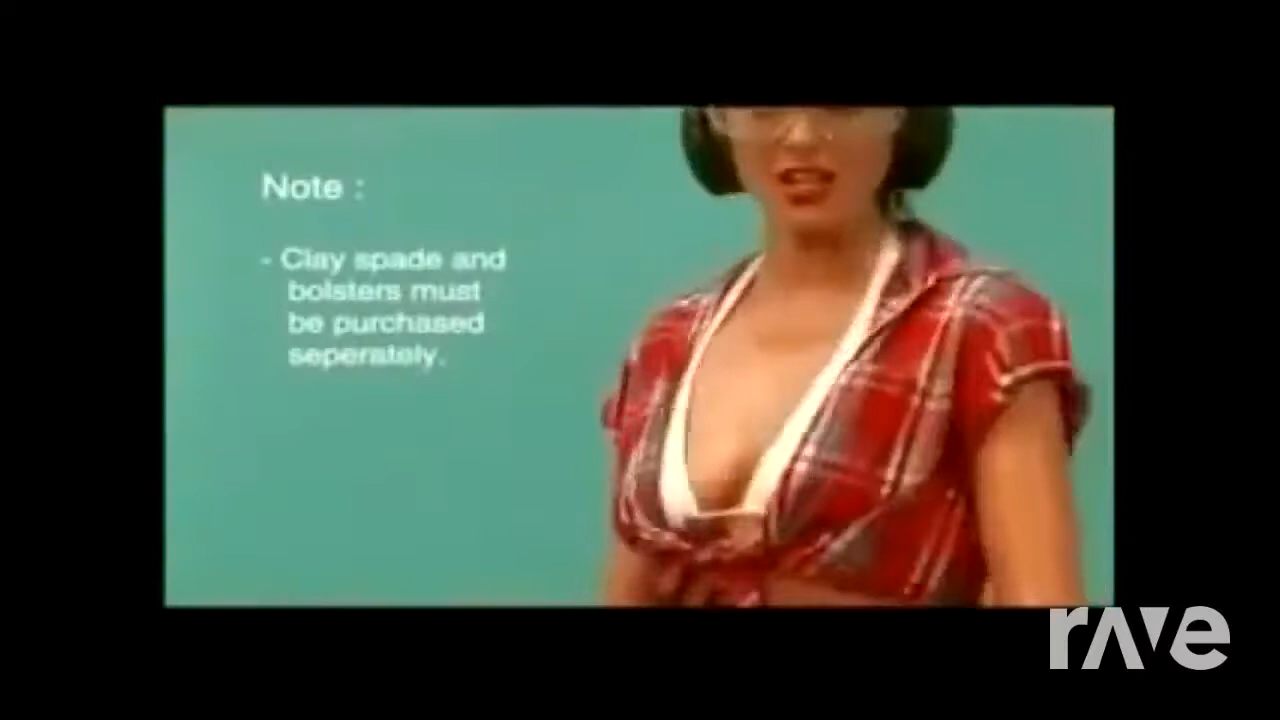 Note :
- Clay spade and
bolsters must
be purchased
seperately.
rave